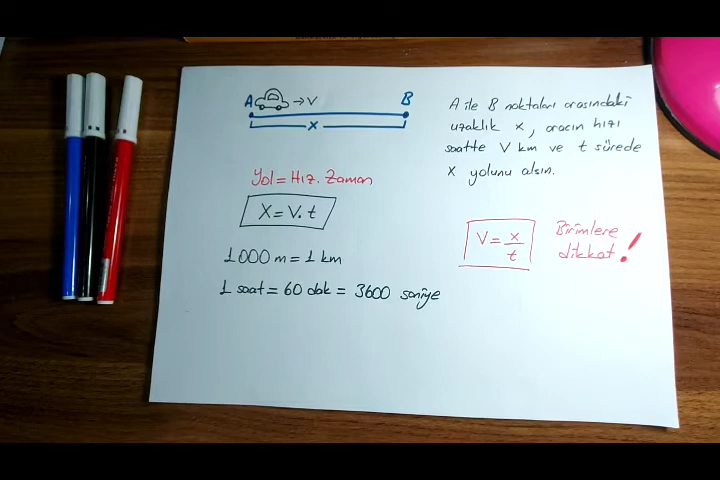 A → V B
x
A ile B noktaları arasındaki
uzaklık x, aracın hızı
saatte V km ve t sürede
x yolunu alsın.
Yol = Hız. Zaman
X = V. t
1000 m = 1 km
1 saat = 60 dak = 3600 saniye
V = x/t
Birimlere
dikkat!